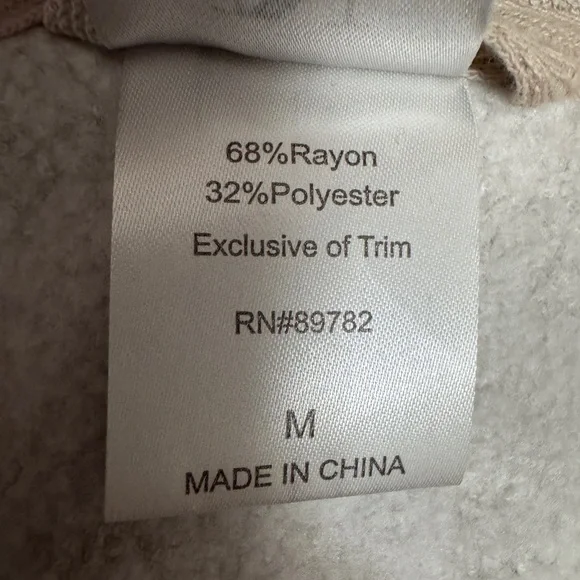 68%Rayon
32%Polyester
Exclusive of Trim
RN#89782
M
MADE IN CHINA